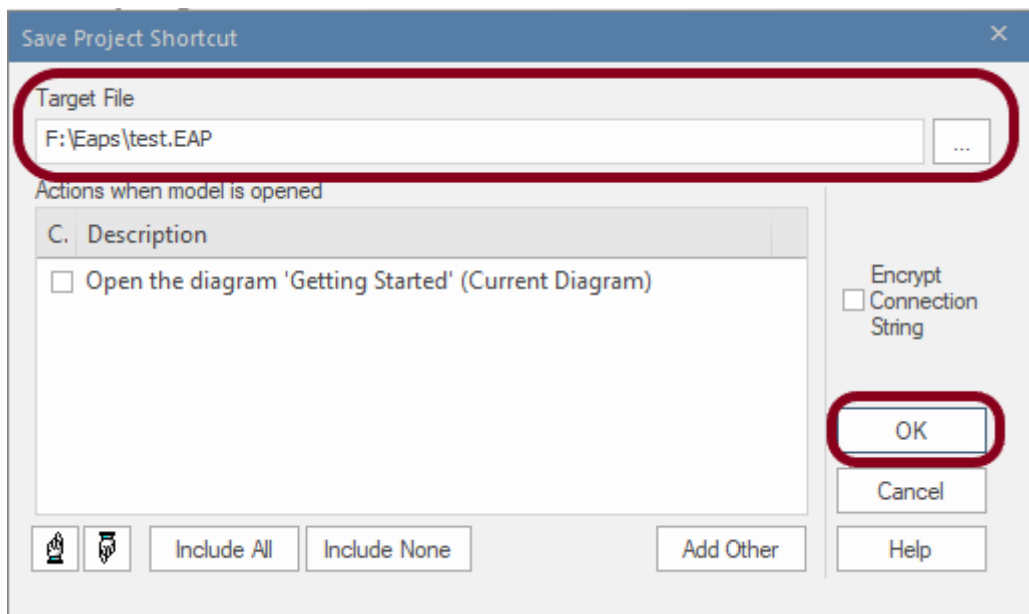 Save Project Shortcut
Target File
F:\Eaps\test.EAP
...
Actions when model is opened
C. Description
Open the diagram 'Getting Started' (Current Diagram)
Encrypt
Connection
String
OK
Cancel
Include All
Include None
Add Other
Help